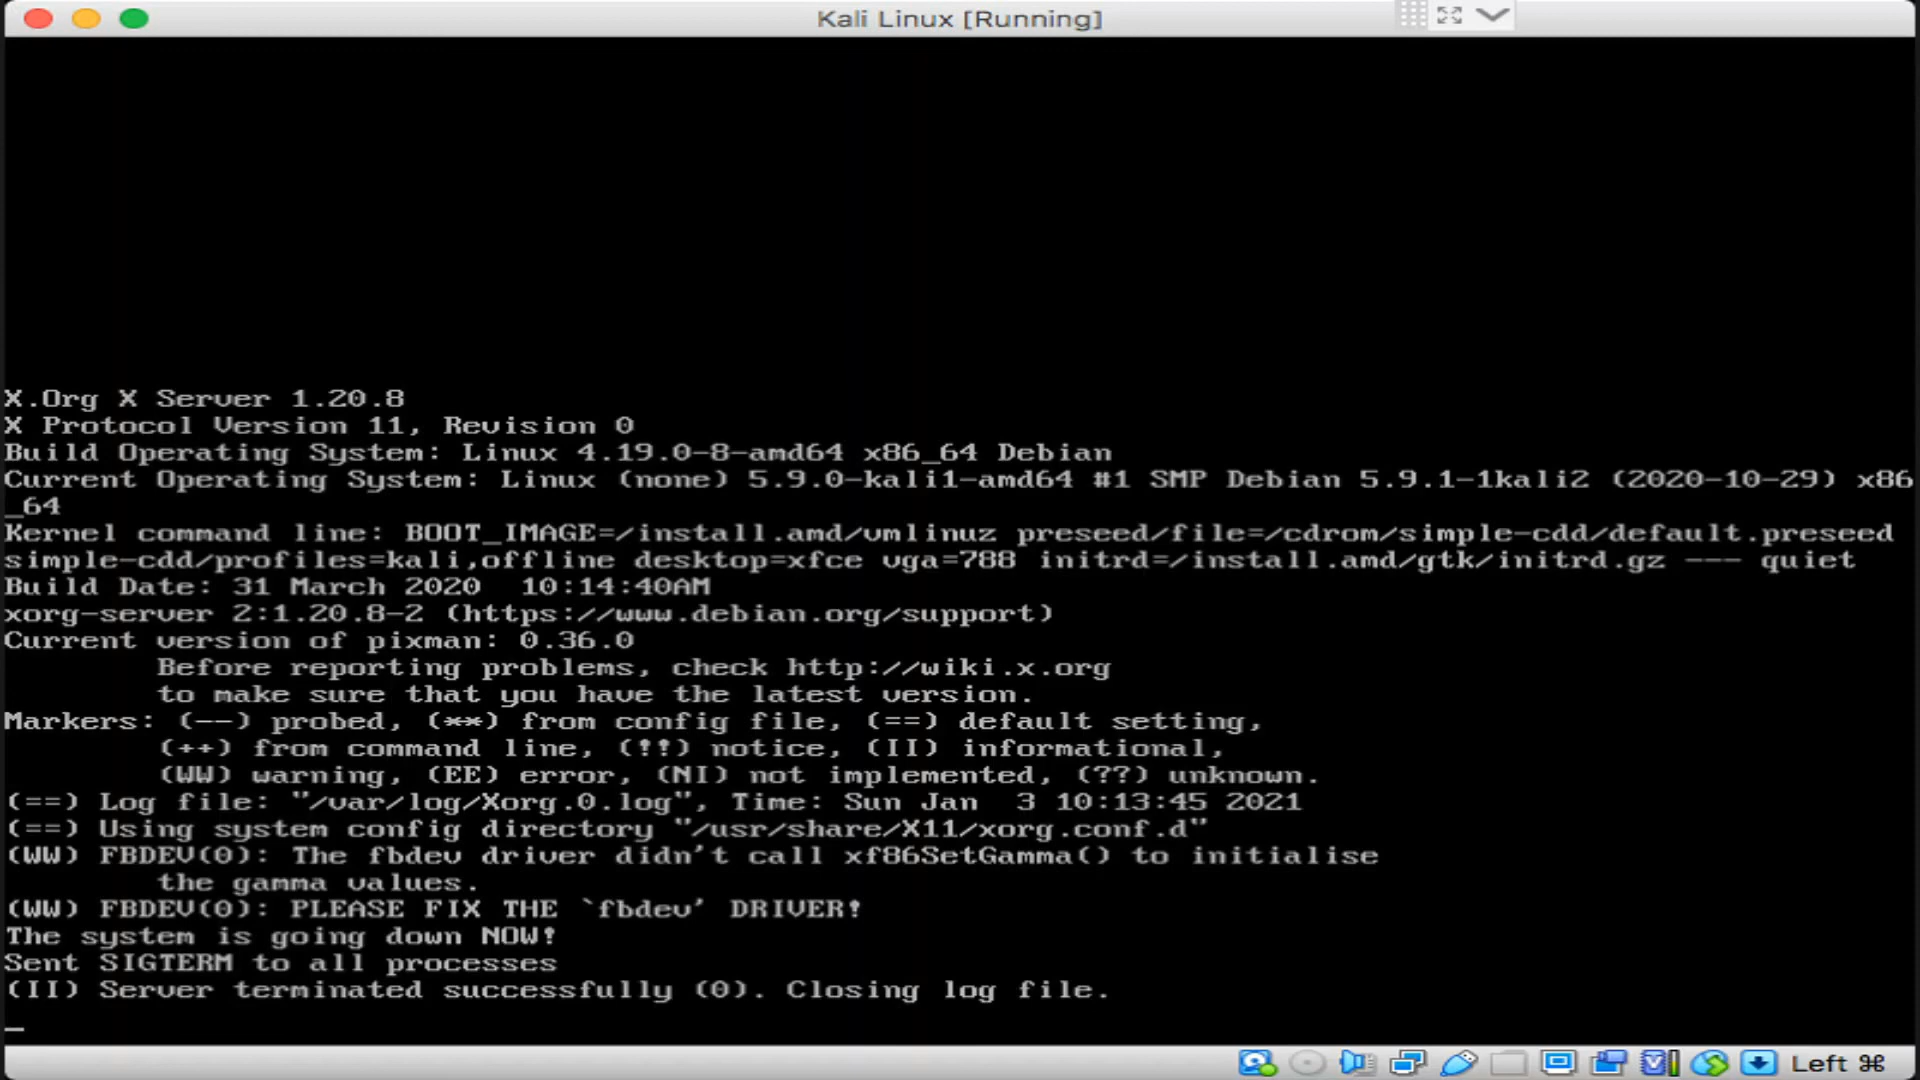 Kali Linux [Running]
X.Org X Server 1.20.8
X Protocol Version 11, Revision 0
Build Operating System: Linux 4.19.0-8-amd64 x86_64 Debian
Current Operating System: Linux (none) 5.9.0-kali1-amd64 #1 SMP Debian 5.9.1-1kali2 (2020-10-29) x86
_64
Kernel command line: BOOT_IMAGE=/install.amd/vmlinuz preseed/file=/cdrom/simple-cdd/default.preseed
simple-cdd/profiles=kali,offline desktop=xfce vga=788 initrd=/install.amd/gtk/initrd.gz --- quiet
Build Date: 31 March 2020  10:14:40AM
xorg-server 2:1.20.8-2 (https://www.debian.org/support)
Current version of pixman: 0.36.0
Before reporting problems, check http://wiki.x.org
to make sure that you have the latest version.
Markers: (--) probed, (**) from config file, (==) default setting,
(++) from command line, (!!) notice, (II) informational,
(WW) warning, (EE) error, (NI) not implemented, (??) unknown.
(==) Log file: "/var/log/Xorg.0.log", Time: Sun Jan  3 10:13:45 2021
(==) Using system config directory "/usr/share/X11/xorg.conf.d"
(WW) FBDEV(0): The fbdev driver didn't call xf86SetGamma() to initialise
the gamma values.
(WW) FBDEV(0): PLEASE FIX THE `fbdev' DRIVER!
The system is going down NOW!
Sent SIGTERM to all processes
(II) Server terminated successfully (0). Closing log file.
_
Left ⌘